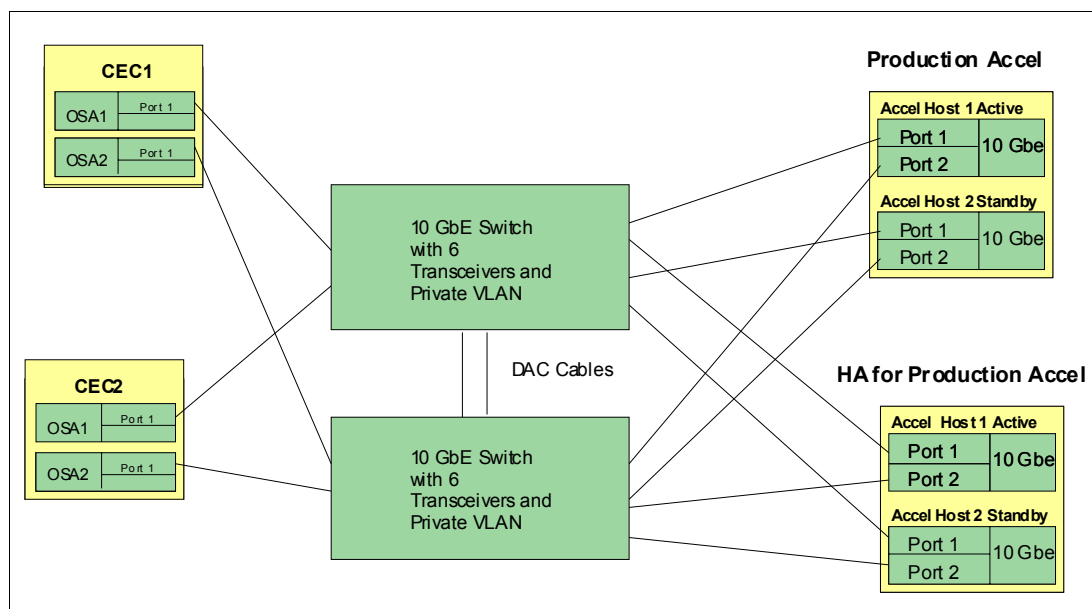 CEC1
OSA1
Port 1
OSA2
Port 1
CEC2
OSA1
Port 1
OSA2
Port 1
10 GbE Switch
with 6
Transceivers and
Private VLAN
DAC Cables
10 GbE Switch
with 6
Transceivers and
Private VLAN
Production Accel
Accel Host 1 Active
Port 1
Port 2
10 Gbe
Accel Host 2 Standby
Port 1
Port 2
10 Gbe
HA for Production Accel
Accel Host 1 Active
Port 1
Port 2
10 Gbe
Accel Host 2 Standby
Port 1
Port 2
10 Gbe